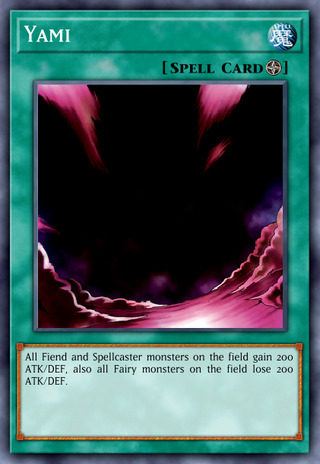 YAMI
魔
[SPELL CARD]
All Fiend and Spellcaster monsters on the field gain 200
ATK/DEF, also all Fairy monsters on the field lose 200
ATK/DEF.